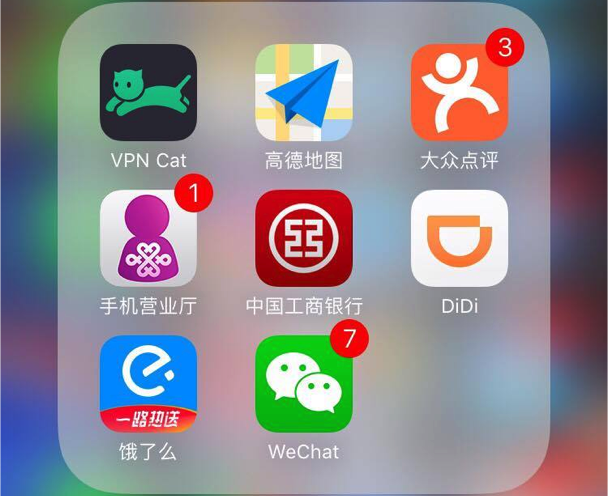 3
VPN Cat
高德地图
大众点评
1
手机营业厅
中国工商银行
DiDi
7
一路热送
饿了么
WeChat